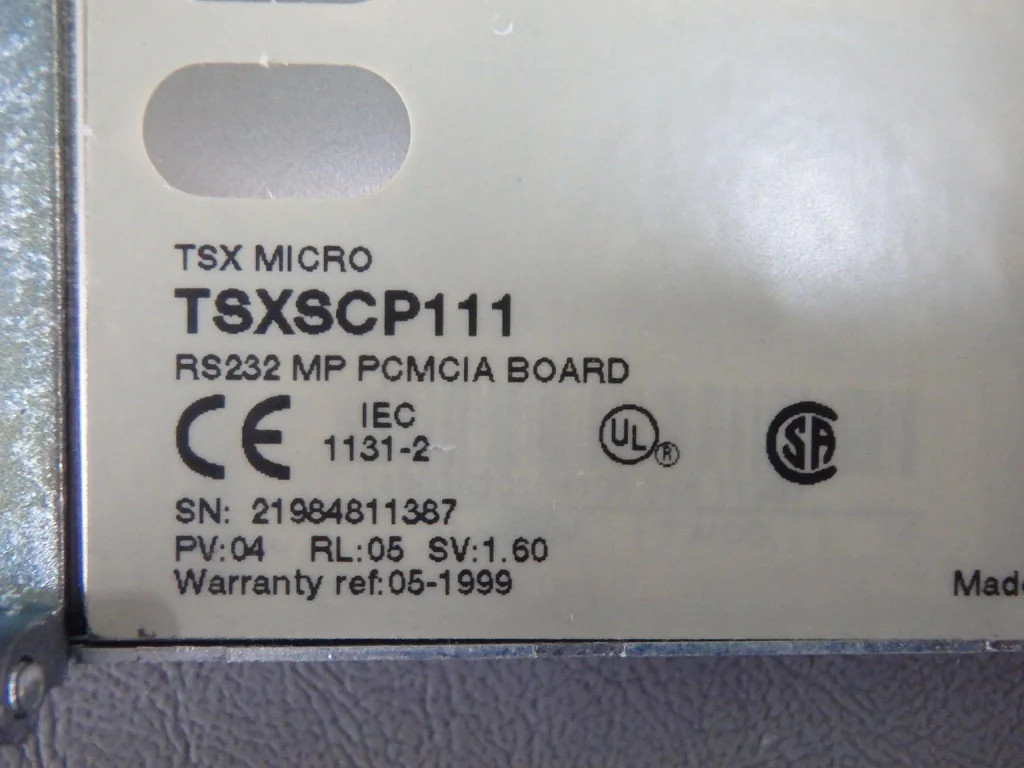 TSX MICRO
TSXSCP111
RS232 MP PCMCIA BOARD
CE IEC
1131-2
UL ® SA
SN: 21984811387
PV:04 RL:05 SV:1.60
Warranty ref:05-1999